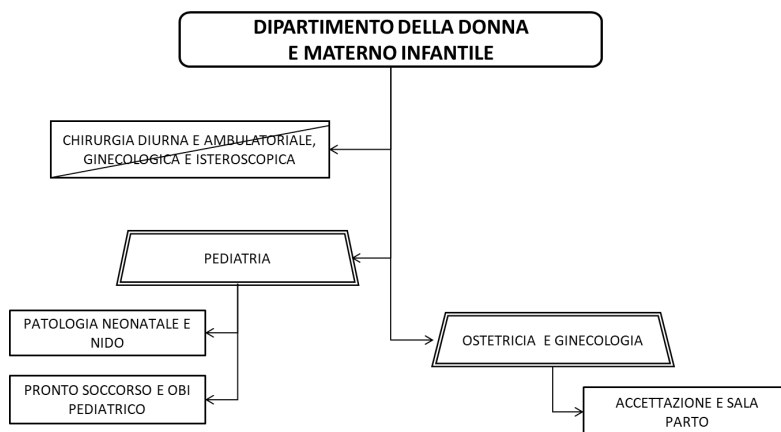 DIPARTIMENTO DELLA DONNA
E MATERNO INFANTILE
CHIRURGIA DIURNA E AMBULATORIALE,
GINECOLOGICA E ISTEROSCOPICA
PEDIATRIA
PATOLOGIA NEONATALE E
NIDO
OSTETRICIA E GINECOLOGIA
PRONTO SOCCORSO E OBI
PEDIATRICO
ACCETTAZIONE E SALA
PARTO